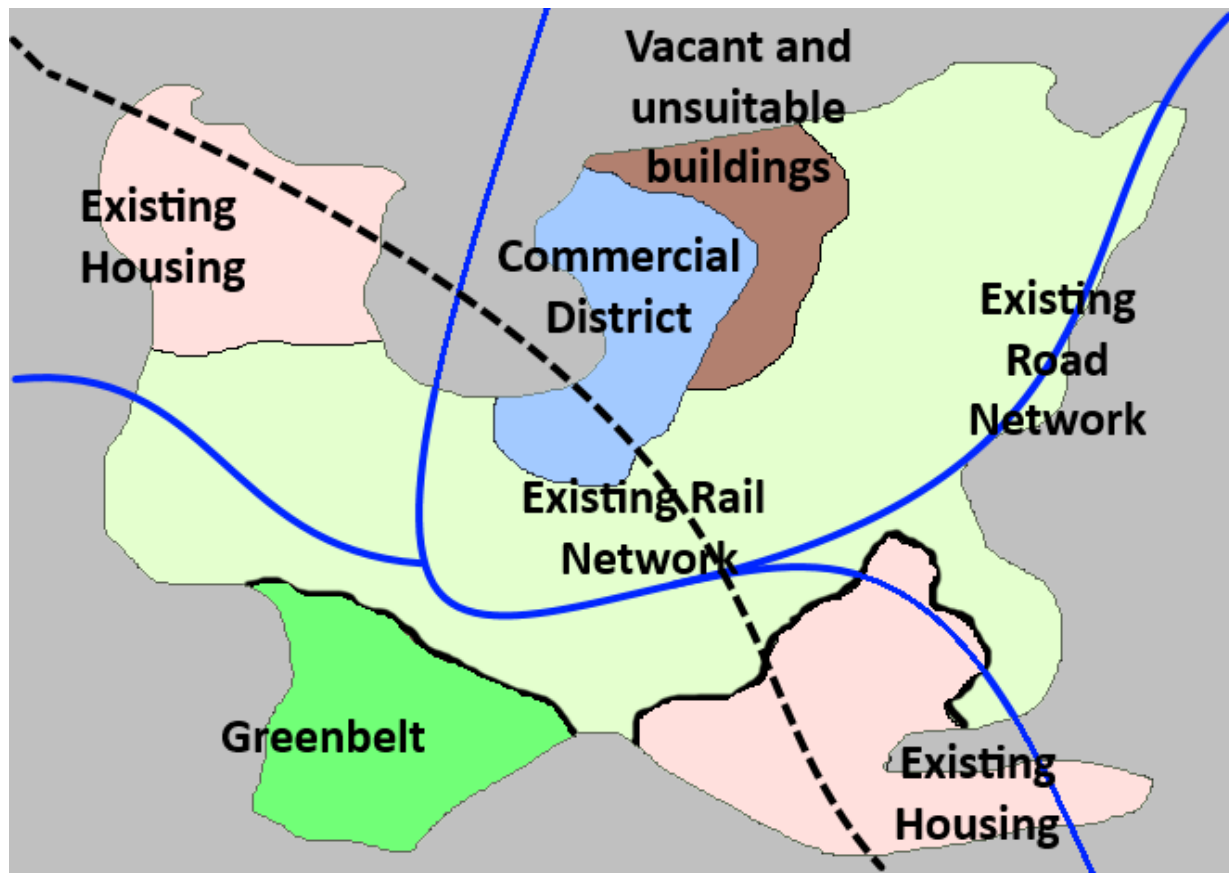 Vacant and
unsuitable
buildings
Existing
Housing
Commercial
District
Existing
Road
Network
Existing Rail
Network
Greenbelt
Existing
Housing